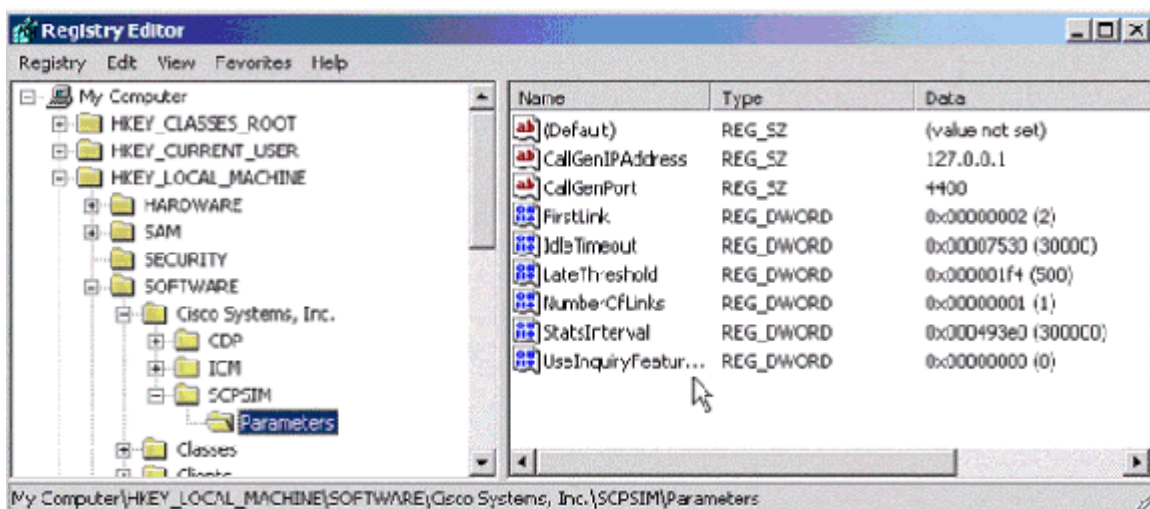 Registry Editor
Registry Edit View Favorites Help
My Computer
HKEY_CLASSES_ROOT
HKEY_CURRENT_USER
HKEY_LOCAL_MACHINE
HARDWARE
SAM
SECURITY
SOFTWARE
Cisco Systems, Inc.
CDP
ICM
SCPSIM
Parameters
Classes
Clients
Name Type Data
(Default) REG_SZ (value not set)
CallGenIPAddress REG_SZ 127.0.0.1
CallGenPort REG_SZ 4400
FirstLink REG_DWORD 0x00000002 (2)
IdleTimeout REG_DWORD 0x00007530 (30000)
LateThreshold REG_DWORD 0x000001f4 (500)
NumberOfLinks REG_DWORD 0x00000001 (1)
StatsInterval REG_DWORD 0x000493e0 (300000)
UseInquiryFeatur... REG_DWORD 0x00000000 (0)
My Computer\HKEY_LOCAL_MACHINE\SOFTWARE\Cisco Systems, Inc.\SCPSIM\Parameters